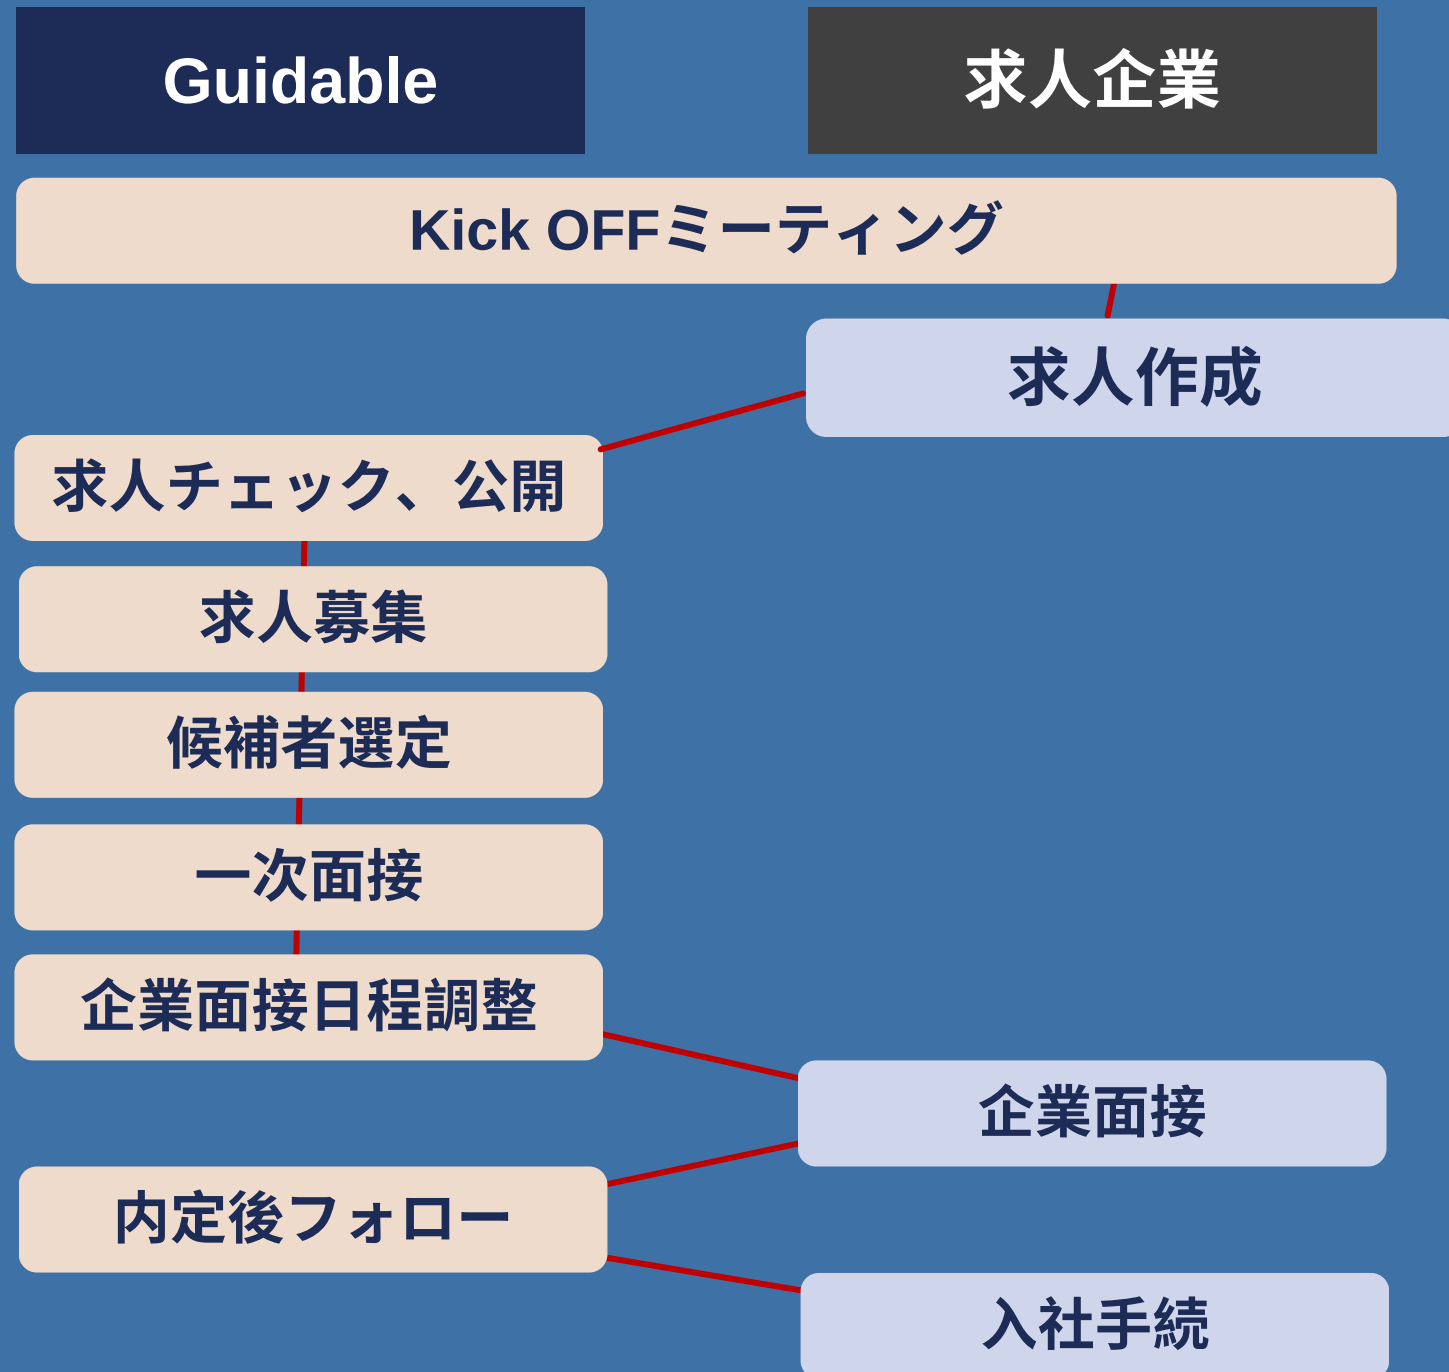 Guidable
求人企業
Kick OFFミーティング
求人作成
求人チェック、公開
求人募集
候補者選定
一次面接
企業面接日程調整
企業面接
内定後フォロー
入社手続